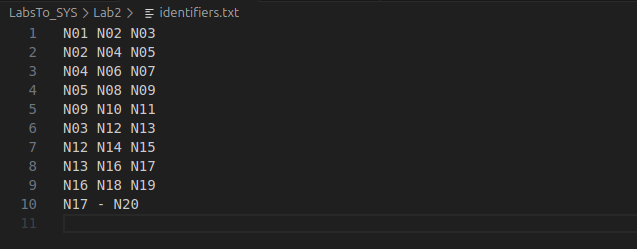 LabsTo_SYS > Lab2 > identifiers.txt
1 N01 N02 N03
2 N02 N04 N05
3 N04 N06 N07
4 N05 N08 N09
5 N09 N10 N11
6 N03 N12 N13
7 N12 N14 N15
8 N13 N16 N17
9 N16 N18 N19
10 N17 - N20
11